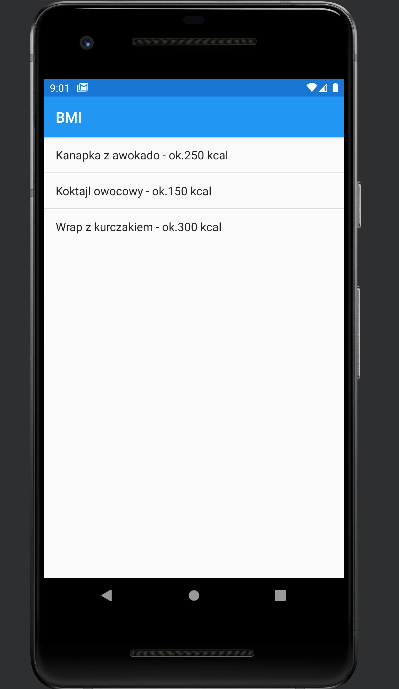 9:01
BMI
Kanapka z awokado - ok.250 kcal
Koktajl owocowy - ok.150 kcal
Wrap z kurczakiem - ok.300 kcal